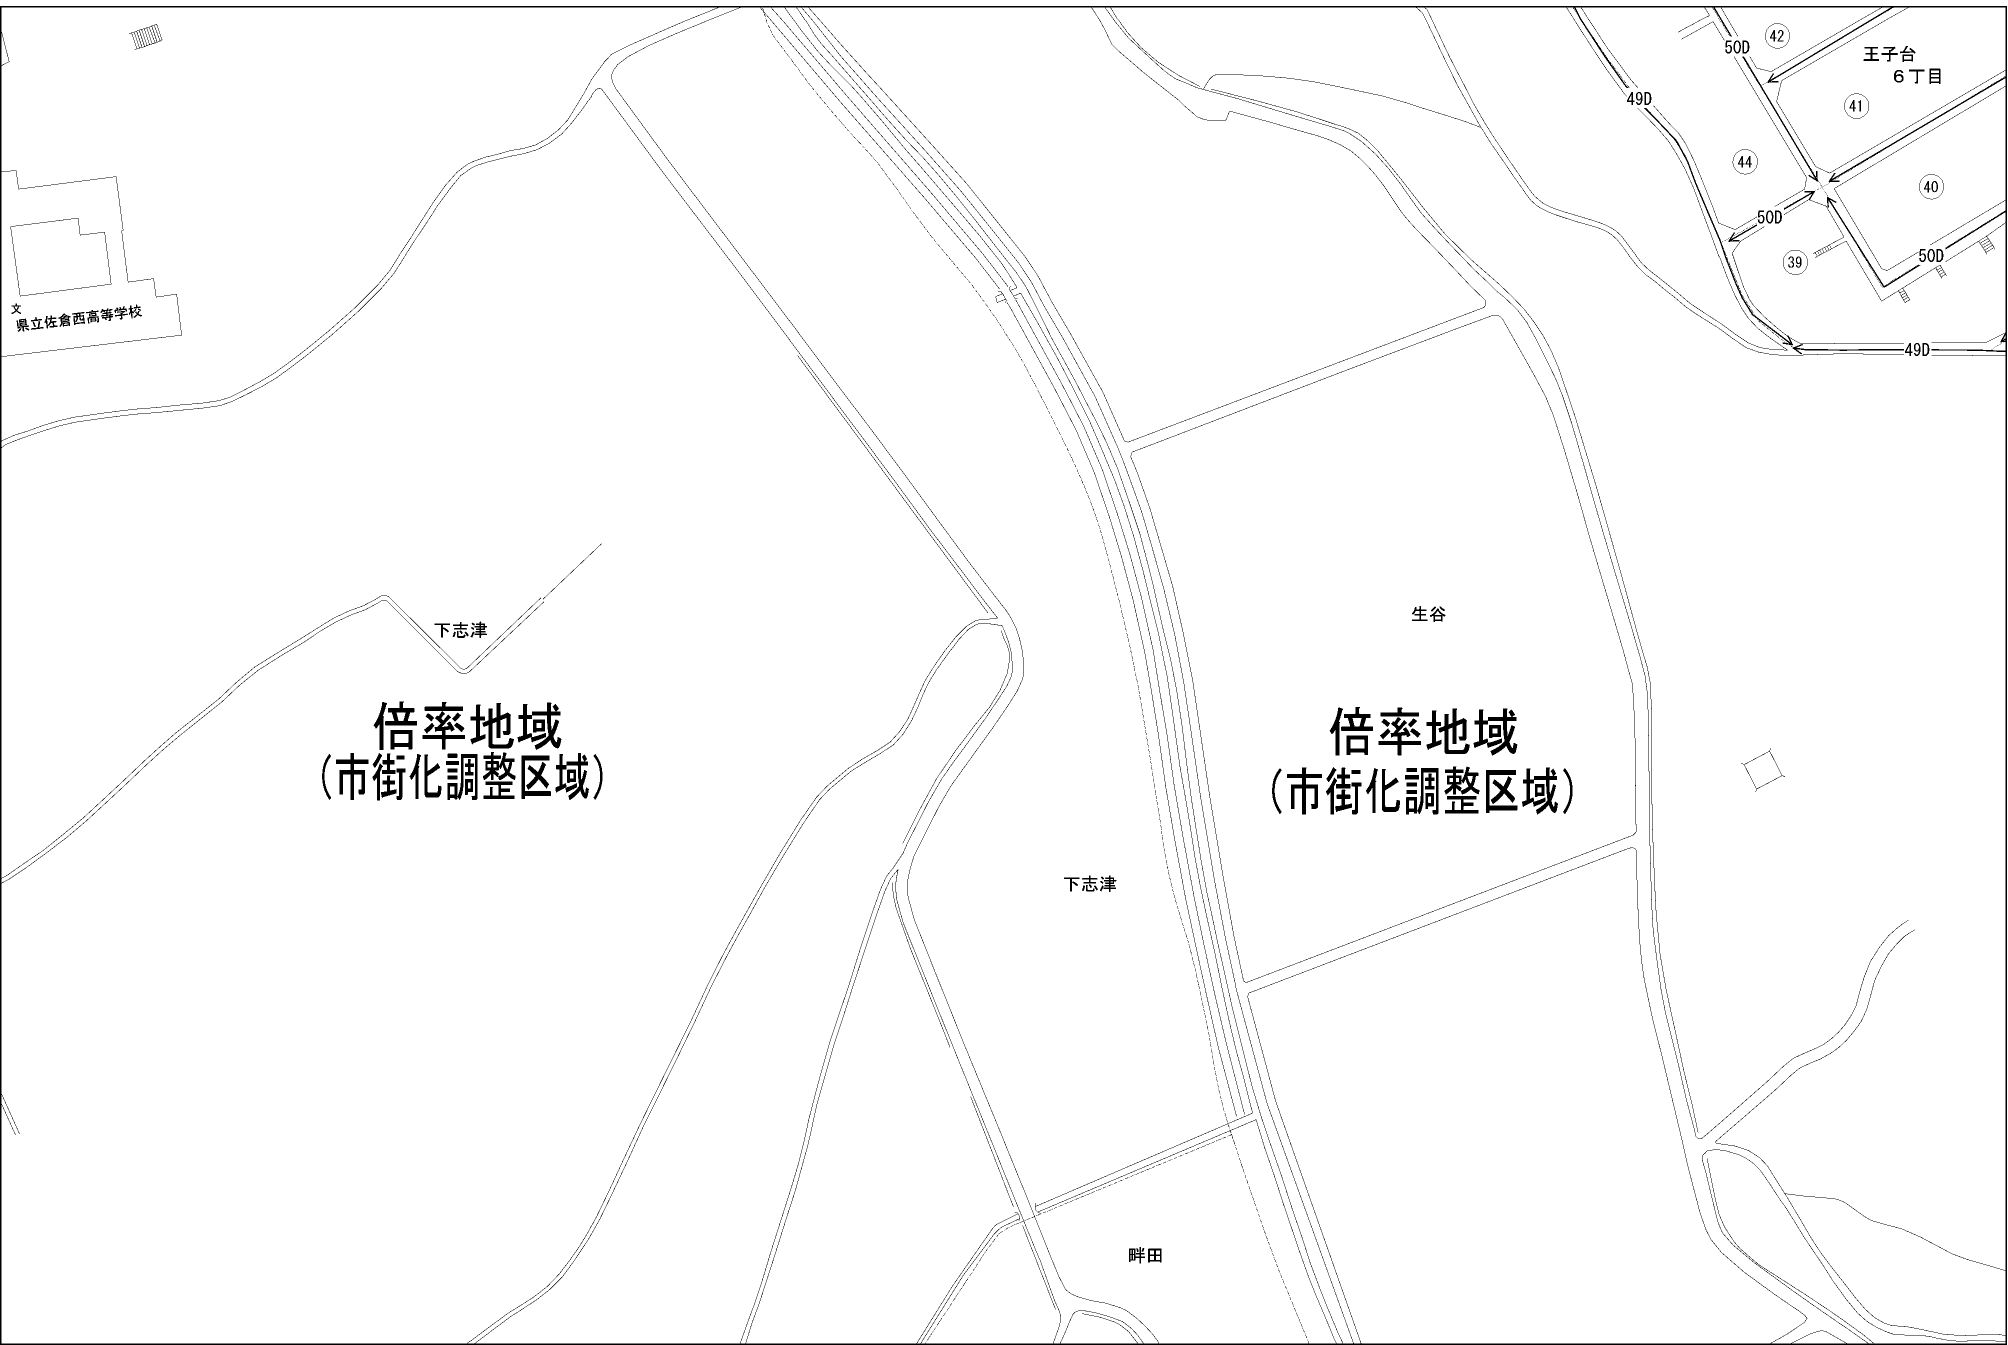 42
50D
王子台
6丁目
49D
41
44
40
50D
50D
39
文
県立佐倉西高等学校
49D
生谷
下志津
倍率地域
(市街化調整区域)
倍率地域
(市街化調整区域)
下志津
畔田